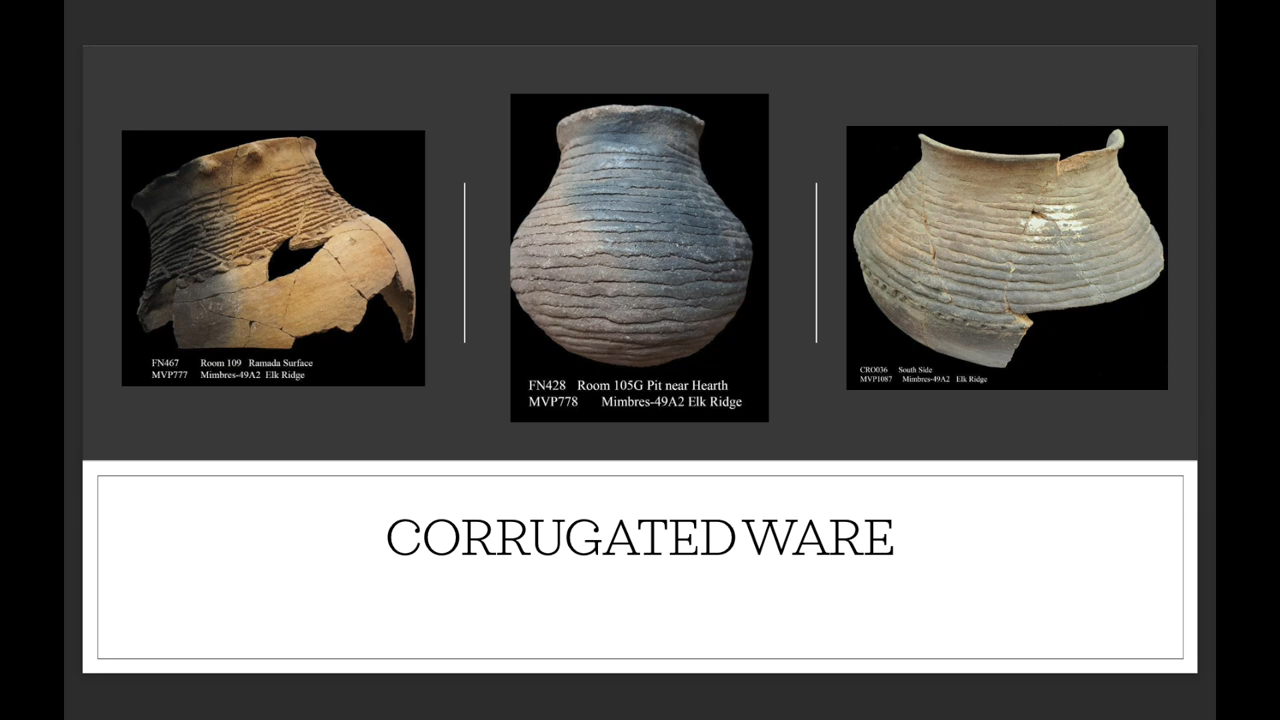 FN467 Room 109 Ramada Surface
MVP777 Mimbres-49A2 Elk Ridge
FN428 Room 105G Pit near Hearth
MVP778 Mimbres-49A2 Elk Ridge
CRO036 South Side
MVP1087 Mimbres-49A2 Elk Ridge
CORRUGATED WARE